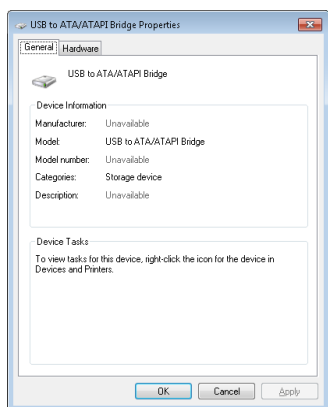 USB to ATA/ATAPI Bridge Properties
General Hardware
USB to ATA/ATAPI Bridge
Device Information
Manufacturer: Unavailable
Model: USB to ATA/ATAPI Bridge
Model number: Unavailable
Categories: Storage device
Description: Unavailable
Device Tasks
To view tasks for this device, right-click the icon for the device in
Devices and Printers.
OK Cancel Apply